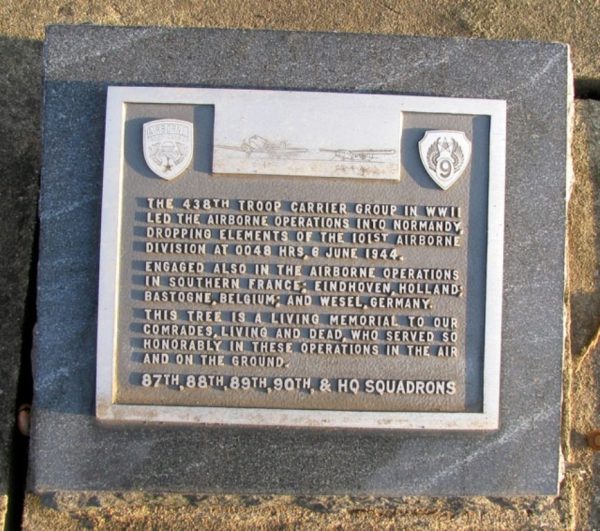 AIRBORNE
9
THE 438TH TROOP CARRIER GROUP IN WWII
LED THE AIRBORNE OPERATIONS INTO NORMANDY,
DROPPING ELEMENTS OF THE 101ST AIRBORNE
DIVISION AT 0048 HRS, 6 JUNE 1944.
ENGAGED ALSO IN THE AIRBORNE OPERATIONS
IN SOUTHERN FRANCE; EINDHOVEN, HOLLAND;
BASTOGNE, BELGIUM; AND WESEL, GERMANY.
THIS TREE IS A LIVING MEMORIAL TO OUR
COMRADES, LIVING AND DEAD, WHO SERVED SO
HONORABLY IN THESE OPERATIONS IN THE AIR
AND ON THE GROUND.
87TH, 88TH, 89TH, 90TH, & HQ SQUADRONS